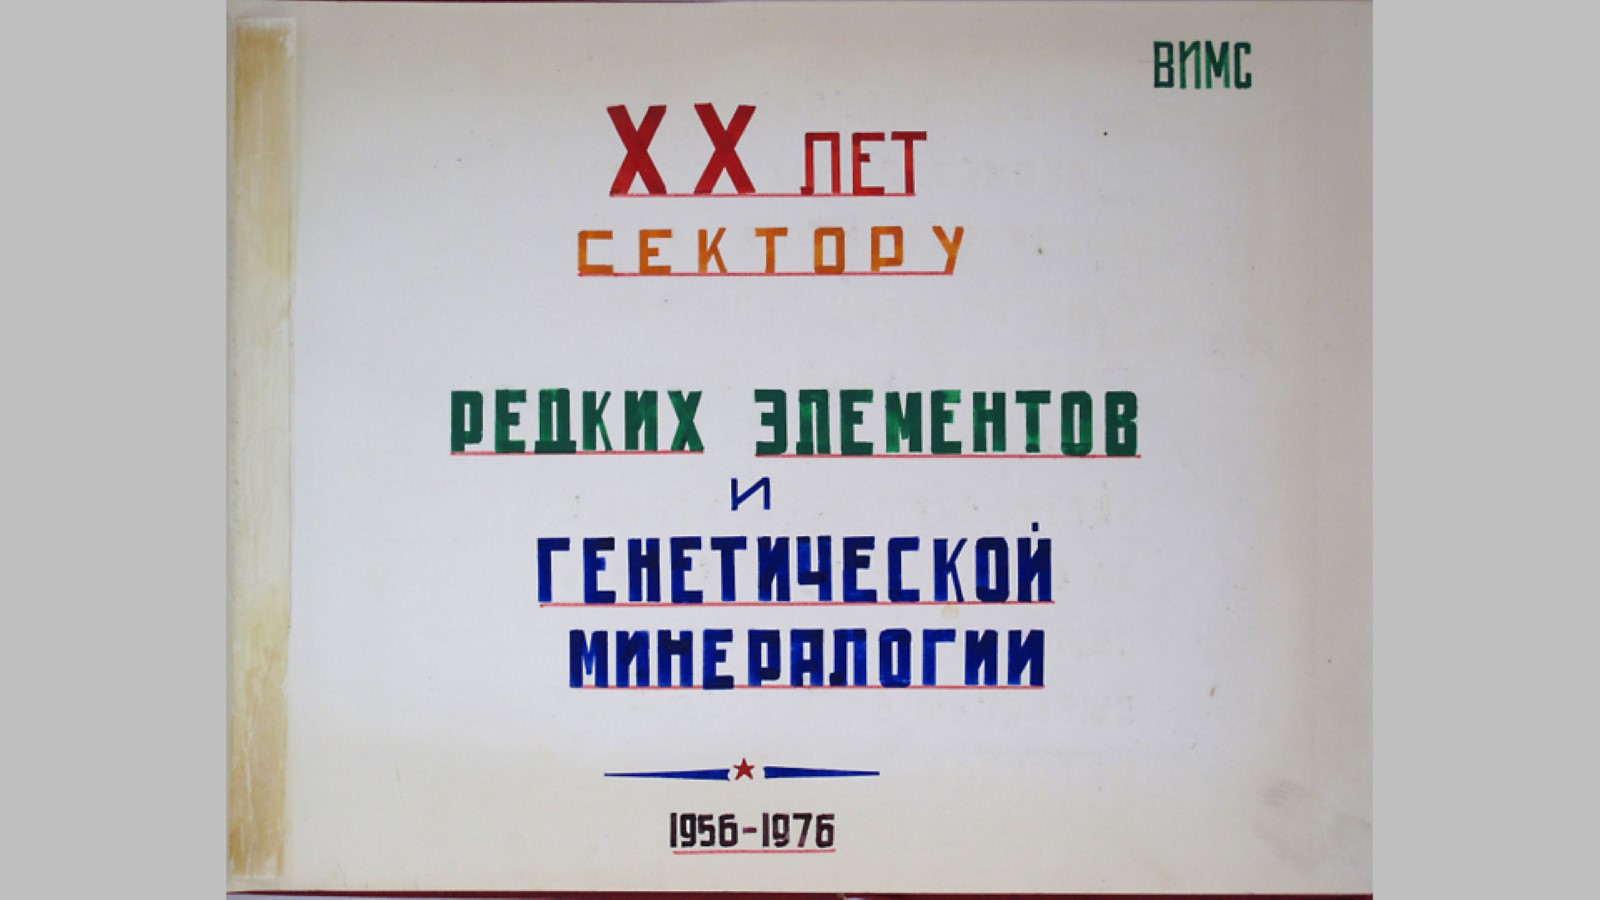 ВИМС
XX ЛЕТ
СЕКТОРУ
РЕДКИХ ЭЛЕМЕНТОВ
И
ГЕНЕТИЧЕСКОЙ
МИНЕРАЛОГИИ
1956-1976